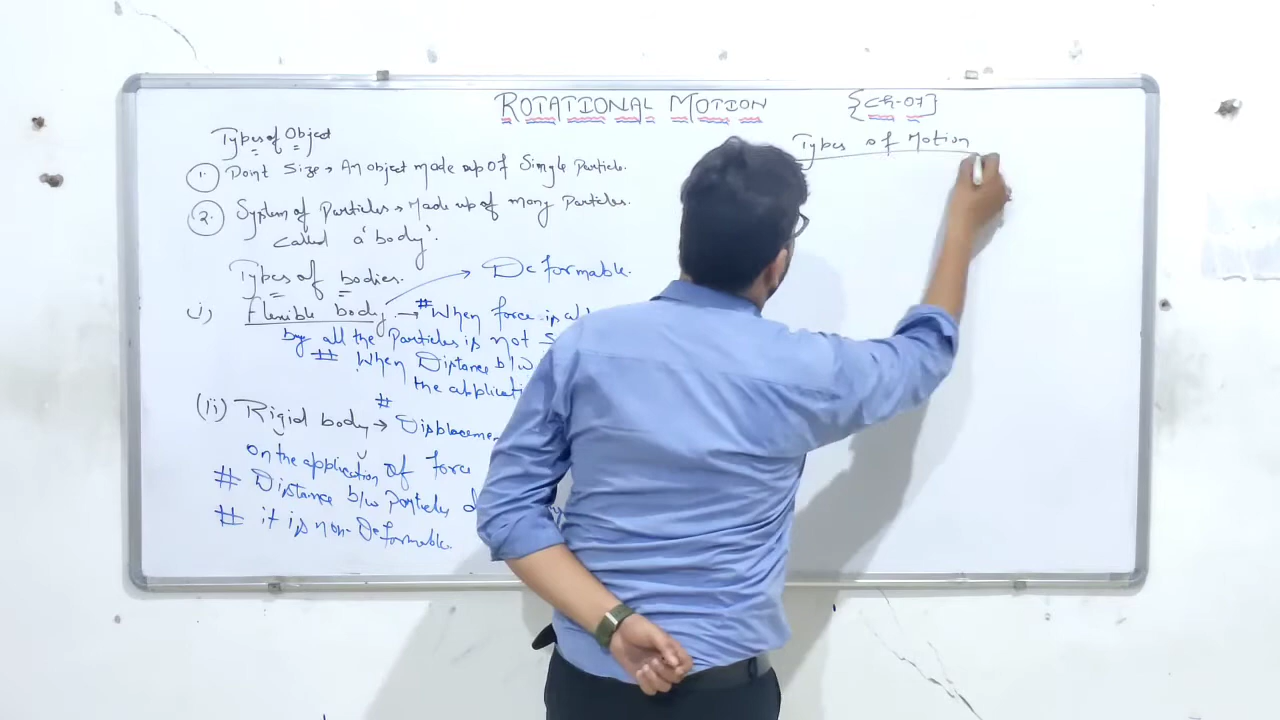 ROTATIONAL MOTION {Ch-07}
Types of Object
1. Point Size → An object made up of Single Particle.
2. System of Particles → Made up of many Particles.
called a 'body'.
Types of bodies.
i) Flexible body → # When force is
Deformable.
by all the Particles is not
# When Distance b/w
the applicati
(ii) Rigid body → # Displaceme
on the application of force
# Distance b/w Particles
# it is non-Deformable.
Types of Motion